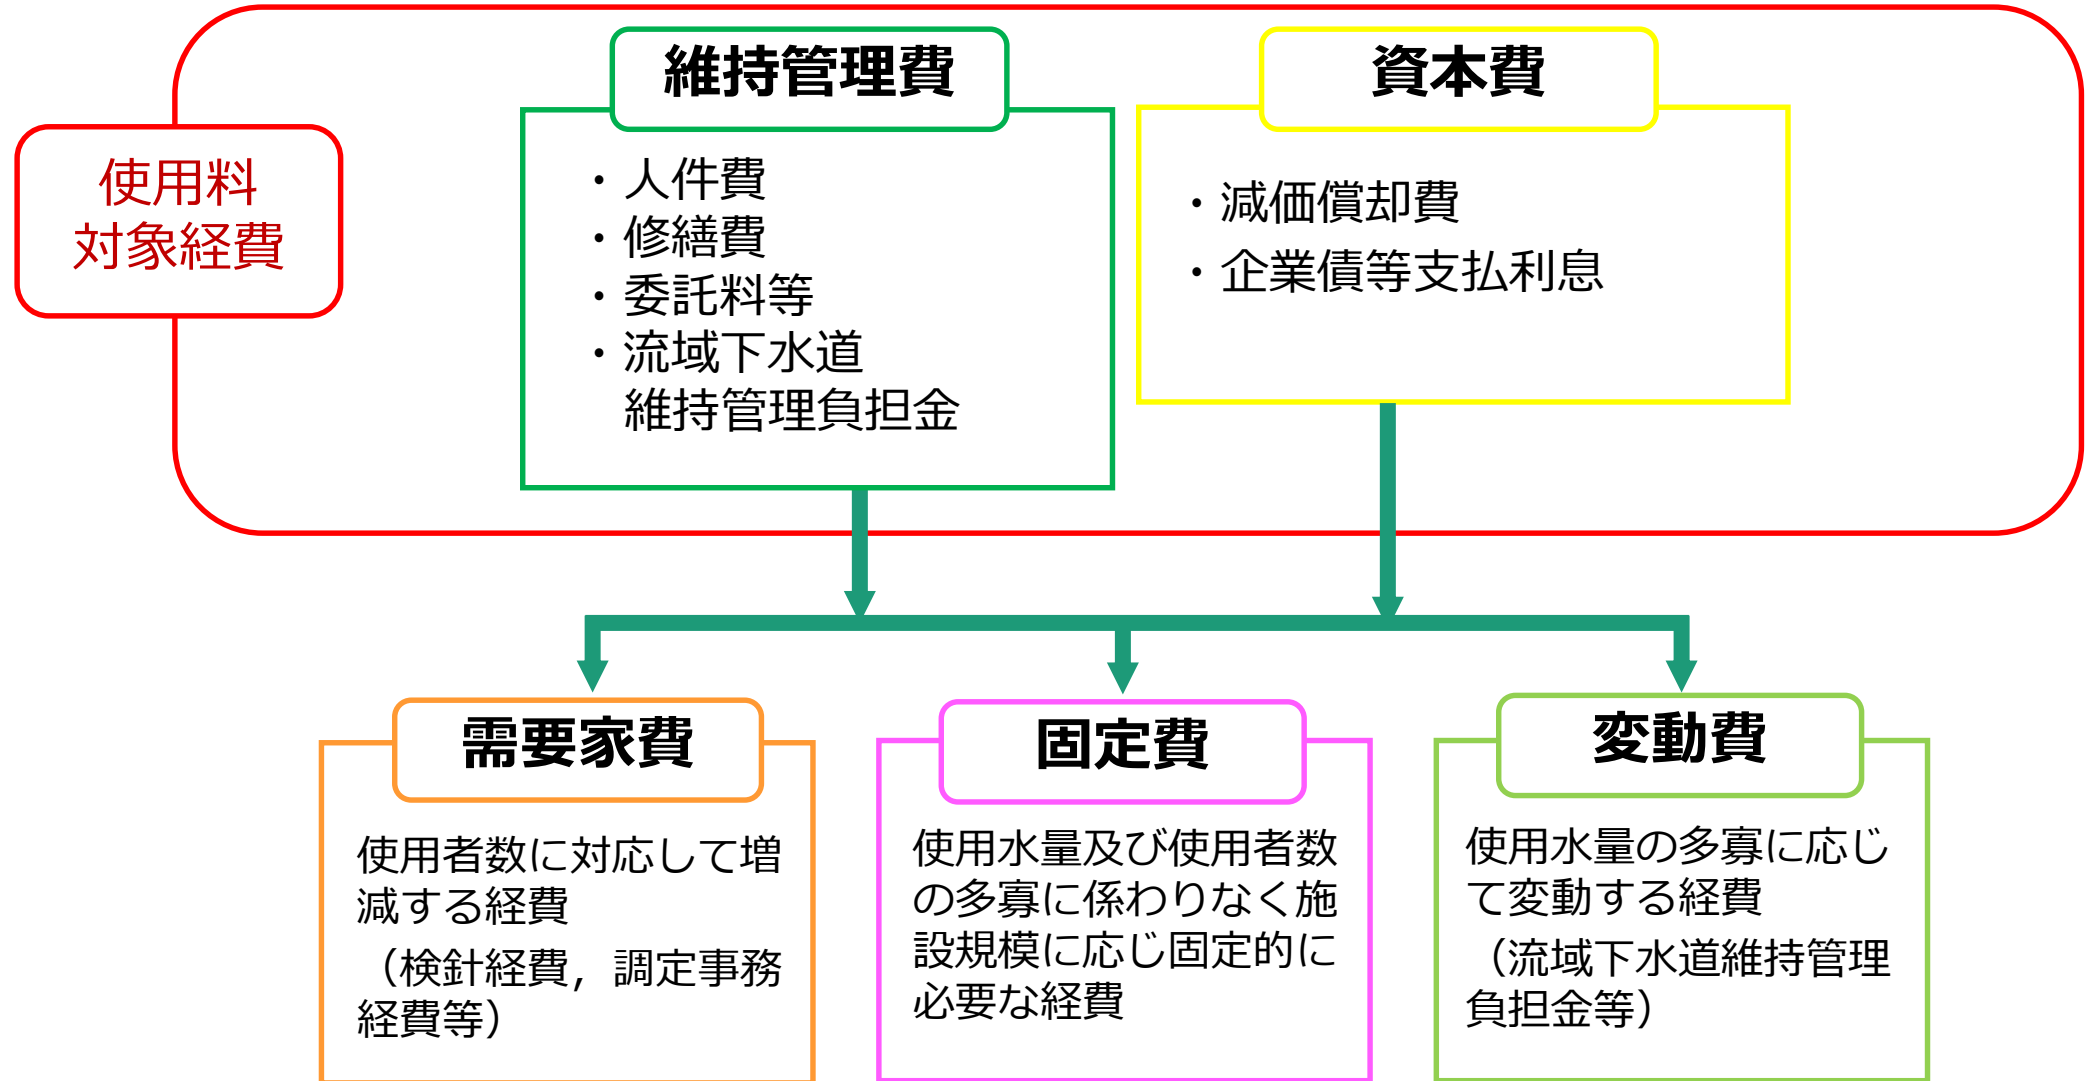 使用料
対象経費
維持管理費
・人件費
・修繕費
・委託料等
・流域下水道
維持管理負担金
資本費
・減価償却費
・企業債等支払利息
需要家費
使用者数に対応して増
減する経費
（検針経費，調定事務
経費等）
固定費
使用水量及び使用者数
の多寡に係わりなく施
設規模に応じ固定的に
必要な経費
変動費
使用水量の多寡に応じ
て変動する経費
（流域下水道維持管理
負担金等）